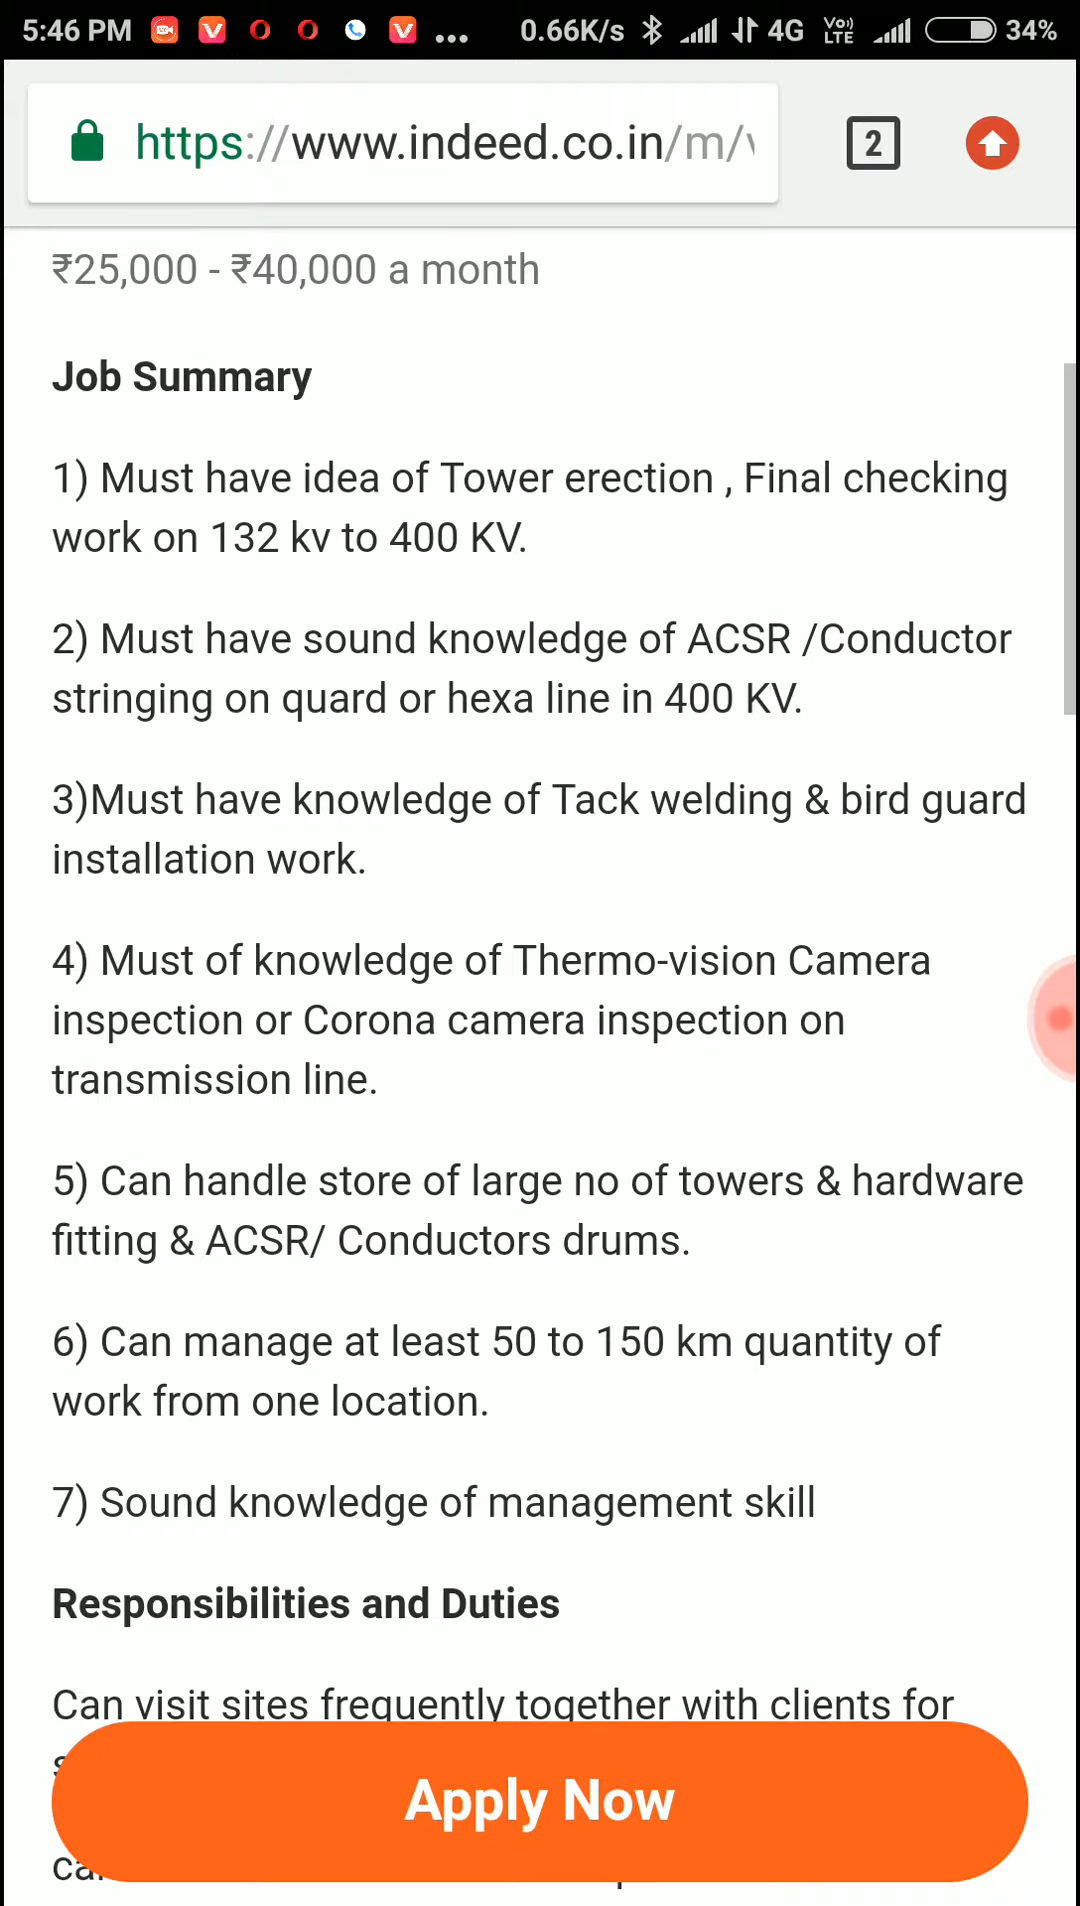 5:46 PM ... 0.66K/s 4G Vo)) LTE 34%
https://www.indeed.co.in/m/ 2
₹25,000 - ₹40,000 a month
Job Summary
1) Must have idea of Tower erection , Final checking
work on 132 kv to 400 KV.
2) Must have sound knowledge of ACSR /Conductor
stringing on quard or hexa line in 400 KV.
3)Must have knowledge of Tack welding & bird guard
installation work.
4) Must of knowledge of Thermo-vision Camera
inspection or Corona camera inspection on
transmission line.
5) Can handle store of large no of towers & hardware
fitting & ACSR/ Conductors drums.
6) Can manage at least 50 to 150 km quantity of
work from one location.
7) Sound knowledge of management skill
Responsibilities and Duties
Can visit sites frequently together with clients for
Apply Now